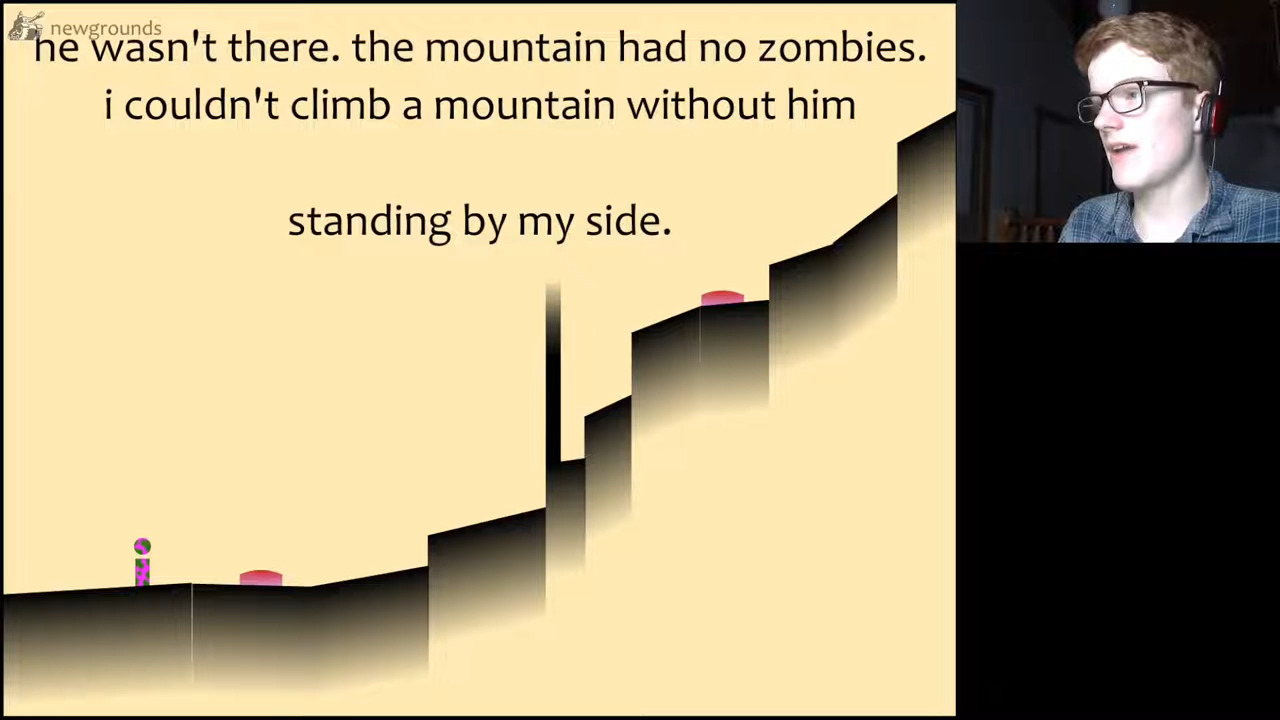 newgrounds
he wasn't there. the mountain had no zombies.
i couldn't climb a mountain without him
standing by my side.